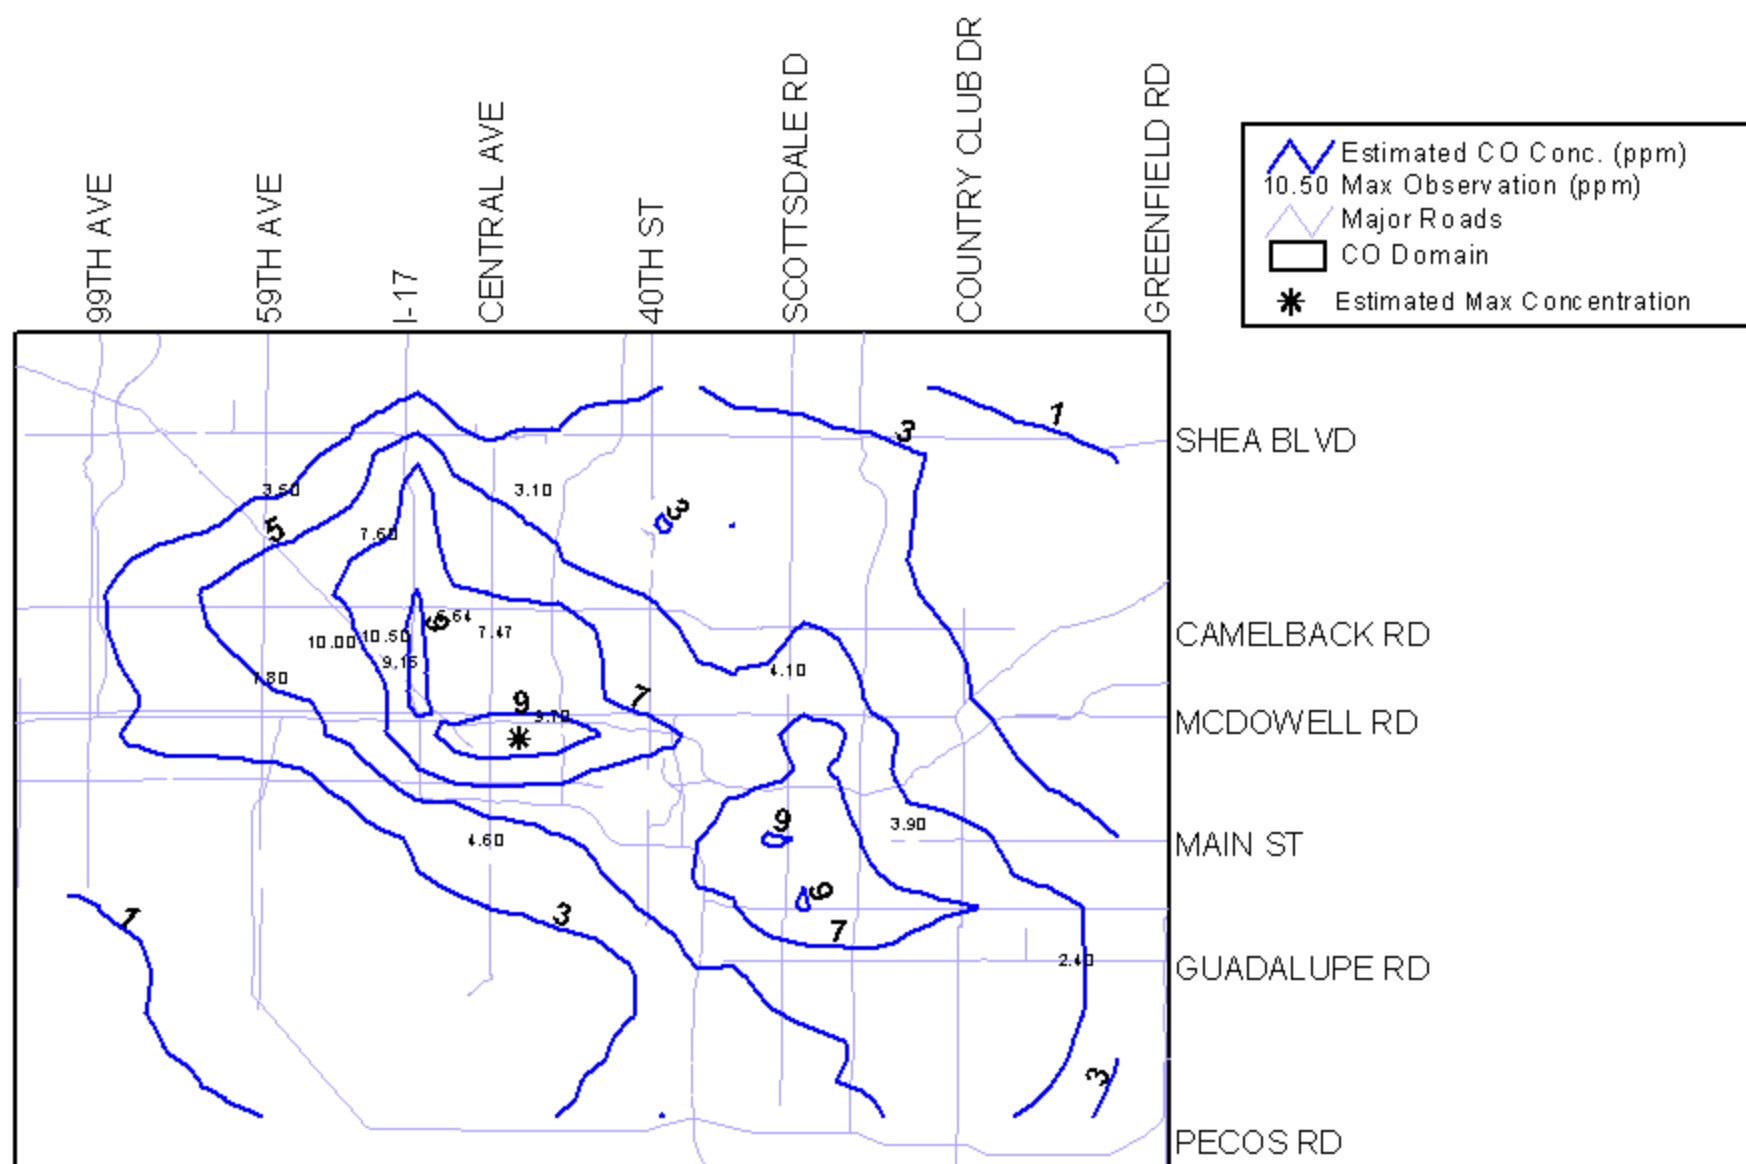 99TH AVE
59TH AVE
I-17
CENTRAL AVE
40TH ST
SCOTTSDALE RD
COUNTRY CLUB DR
GREENFIELD RD
Estimated CO Conc. (ppm)
10.50 Max Observation (ppm)
Major Roads
CO Domain
Estimated Max Concentration
1
3
SHEA BLVD
3.50
3.10
3
5
7.60
9
7.47
10.00
10.50
CAMELBACK RD
9.15
4.10
7.80
9
7
MCDOWELL RD
9
3.90
4.60
MAIN ST
9
1
3
7
2.40
GUADALUPE RD
3
PECOS RD